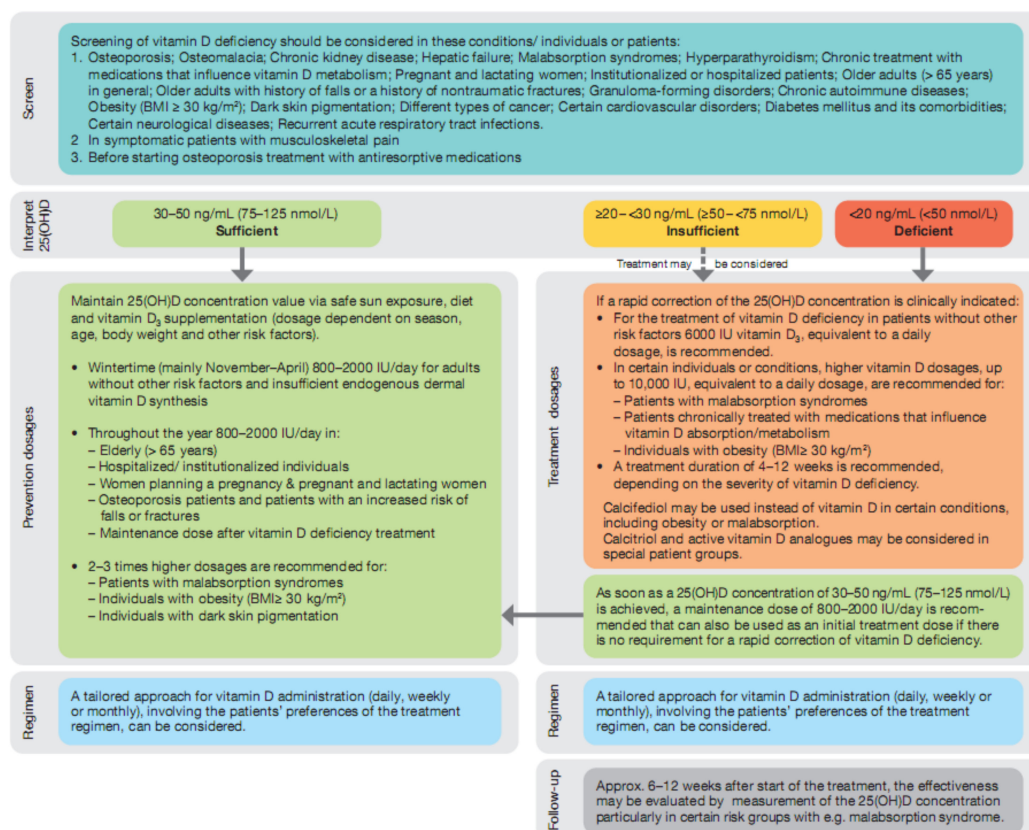 Screen
Screening of vitamin D deficiency should be considered in these conditions/ individuals or patients:
1. Osteoporosis; Osteomalacia; Chronic kidney disease; Hepatic failure; Malabsorption syndromes; Hyperparathyroidism; Chronic treatment with
medications that influence vitamin D metabolism; Pregnant and lactating women; Institutionalized or hospitalized patients; Older adults (> 65 years)
in general; Older adults with history of falls or a history of nontraumatic fractures; Granuloma-forming disorders; Chronic autoimmune diseases;
Obesity (BMI ≥ 30 kg/m²); Dark skin pigmentation; Different types of cancer; Certain cardiovascular disorders; Diabetes mellitus and its comorbidities;
Certain neurological diseases; Recurrent acute respiratory tract infections.
2 In symptomatic patients with musculoskeletal pain
3. Before starting osteoporosis treatment with antiresorptive medications
Interpret
25(OH)D
30–50 ng/mL (75–125 nmol/L)
Sufficient
≥20–<30 ng/mL (≥50–<75 nmol/L)
Insufficient
<20 ng/mL (<50 nmol/L)
Deficient
Treatment may be considered
Prevention dosages
Maintain 25(OH)D concentration value via safe sun exposure, diet
and vitamin D₃ supplementation (dosage dependent on season,
age, body weight and other risk factors).
• Wintertime (mainly November–April) 800–2000 IU/day for adults
without other risk factors and insufficient endogenous dermal
vitamin D synthesis
• Throughout the year 800–2000 IU/day in:
– Elderly (> 65 years)
– Hospitalized/ institutionalized individuals
– Women planning a pregnancy & pregnant and lactating women
– Osteoporosis patients and patients with an increased risk of
falls or fractures
– Maintenance dose after vitamin D deficiency treatment
• 2–3 times higher dosages are recommended for:
– Patients with malabsorption syndromes
– Individuals with obesity (BMI≥ 30 kg/m²)
– Individuals with dark skin pigmentation
Treatment dosages
If a rapid correction of the 25(OH)D concentration is clinically indicated:
• For the treatment of vitamin D deficiency in patients without other
risk factors 6000 IU vitamin D₃, equivalent to a daily
dosage, is recommended.
• In certain individuals or conditions, higher vitamin D dosages, up
to 10,000 IU, equivalent to a daily dosage, are recommended for:
– Patients with malabsorption syndromes
– Patients chronically treated with medications that influence
vitamin D absorption/metabolism
– Individuals with obesity (BMI≥ 30 kg/m²)
• A treatment duration of 4–12 weeks is recommended,
depending on the severity of vitamin D deficiency.
Calcifediol may be used instead of vitamin D in certain conditions,
including obesity or malabsorption.
Calcitriol and active vitamin D analogues may be considered in
special patient groups.
As soon as a 25(OH)D concentration of 30–50 ng/mL (75–125 nmol/L)
is achieved, a maintenance dose of 800–2000 IU/day is recom-
mended that can also be used as an initial treatment dose if there
is no requirement for a rapid correction of vitamin D deficiency.
Regimen
A tailored approach for vitamin D administration (daily, weekly
or monthly), involving the patients' preferences of the treatment
regimen, can be considered.
Regimen
A tailored approach for vitamin D administration (daily, weekly or
monthly), involving the patients' preferences of the treatment
regimen, can be considered.
Follow-up
Approx. 6–12 weeks after start of the treatment, the effectiveness
may be evaluated by measurement of the 25(OH)D concentration
particularly in certain risk groups with e.g. malabsorption syndrome.